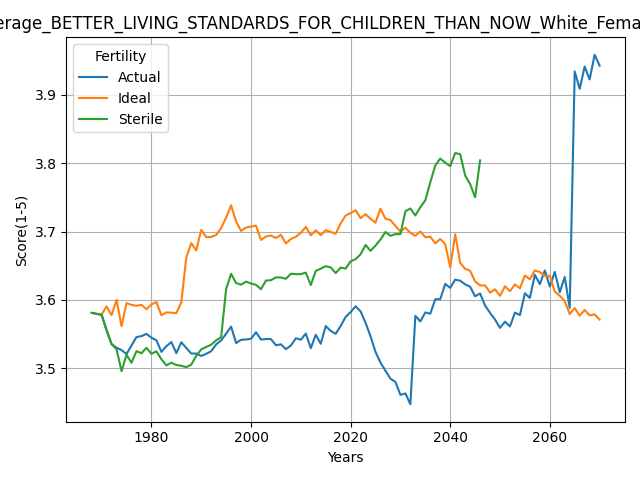 erage_BETTER_LIVING_STANDARDS_FOR_CHILDREN_THAN_NOW_White_Fema
Fertility
Actual
Ideal
Sterile
3.9
3.8
3.7
3.6
3.5
Score(1-5)
1980 2000 2020 2040 2060
Years